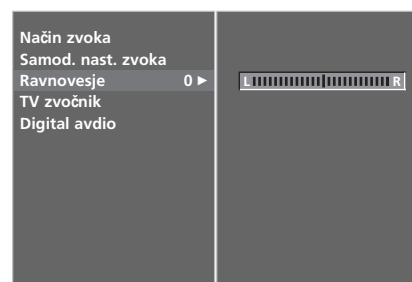 Način zvoka
Samod. nast. zvoka
Ravnovesje 0 ►
TV zvočnik
Digital avdio
L R